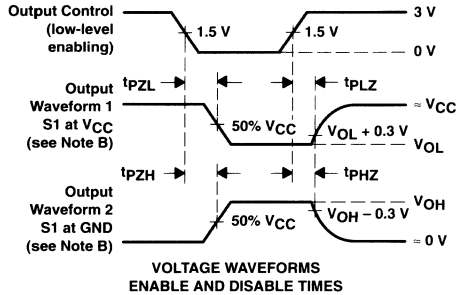 Output Control
(low-level
enabling)
1.5 V
1.5 V
3 V
0 V
tPZL
tPLZ
Output
Waveform 1
S1 at VCC
(see Note B)
50% VCC
VOL + 0.3 V
≈ VCC
VOL
tPZH
tPHZ
Output
Waveform 2
S1 at GND
(see Note B)
50% VCC
VOH − 0.3 V
VOH
≈ 0 V
VOLTAGE WAVEFORMS
ENABLE AND DISABLE TIMES